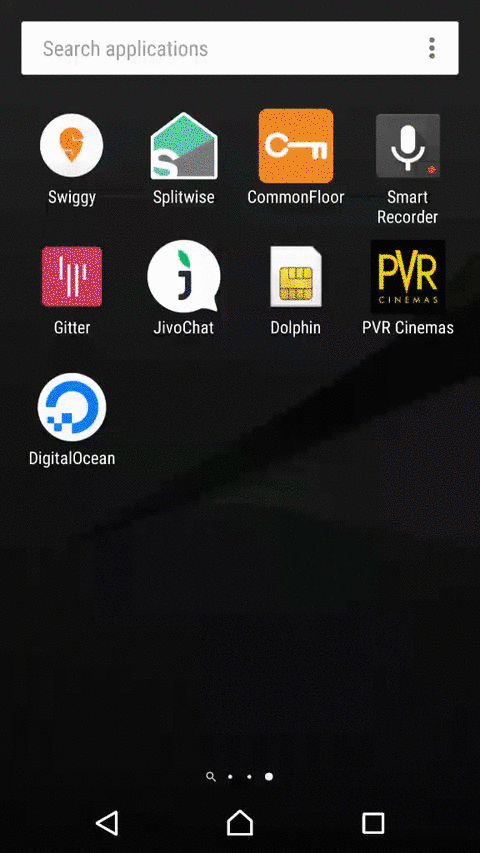 Search applications
Swiggy
Splitwise
CommonFloor
Smart
Recorder
PVR
CINEMAS
Gitter
JivoChat
Dolphin
PVR Cinemas
DigitalOcean